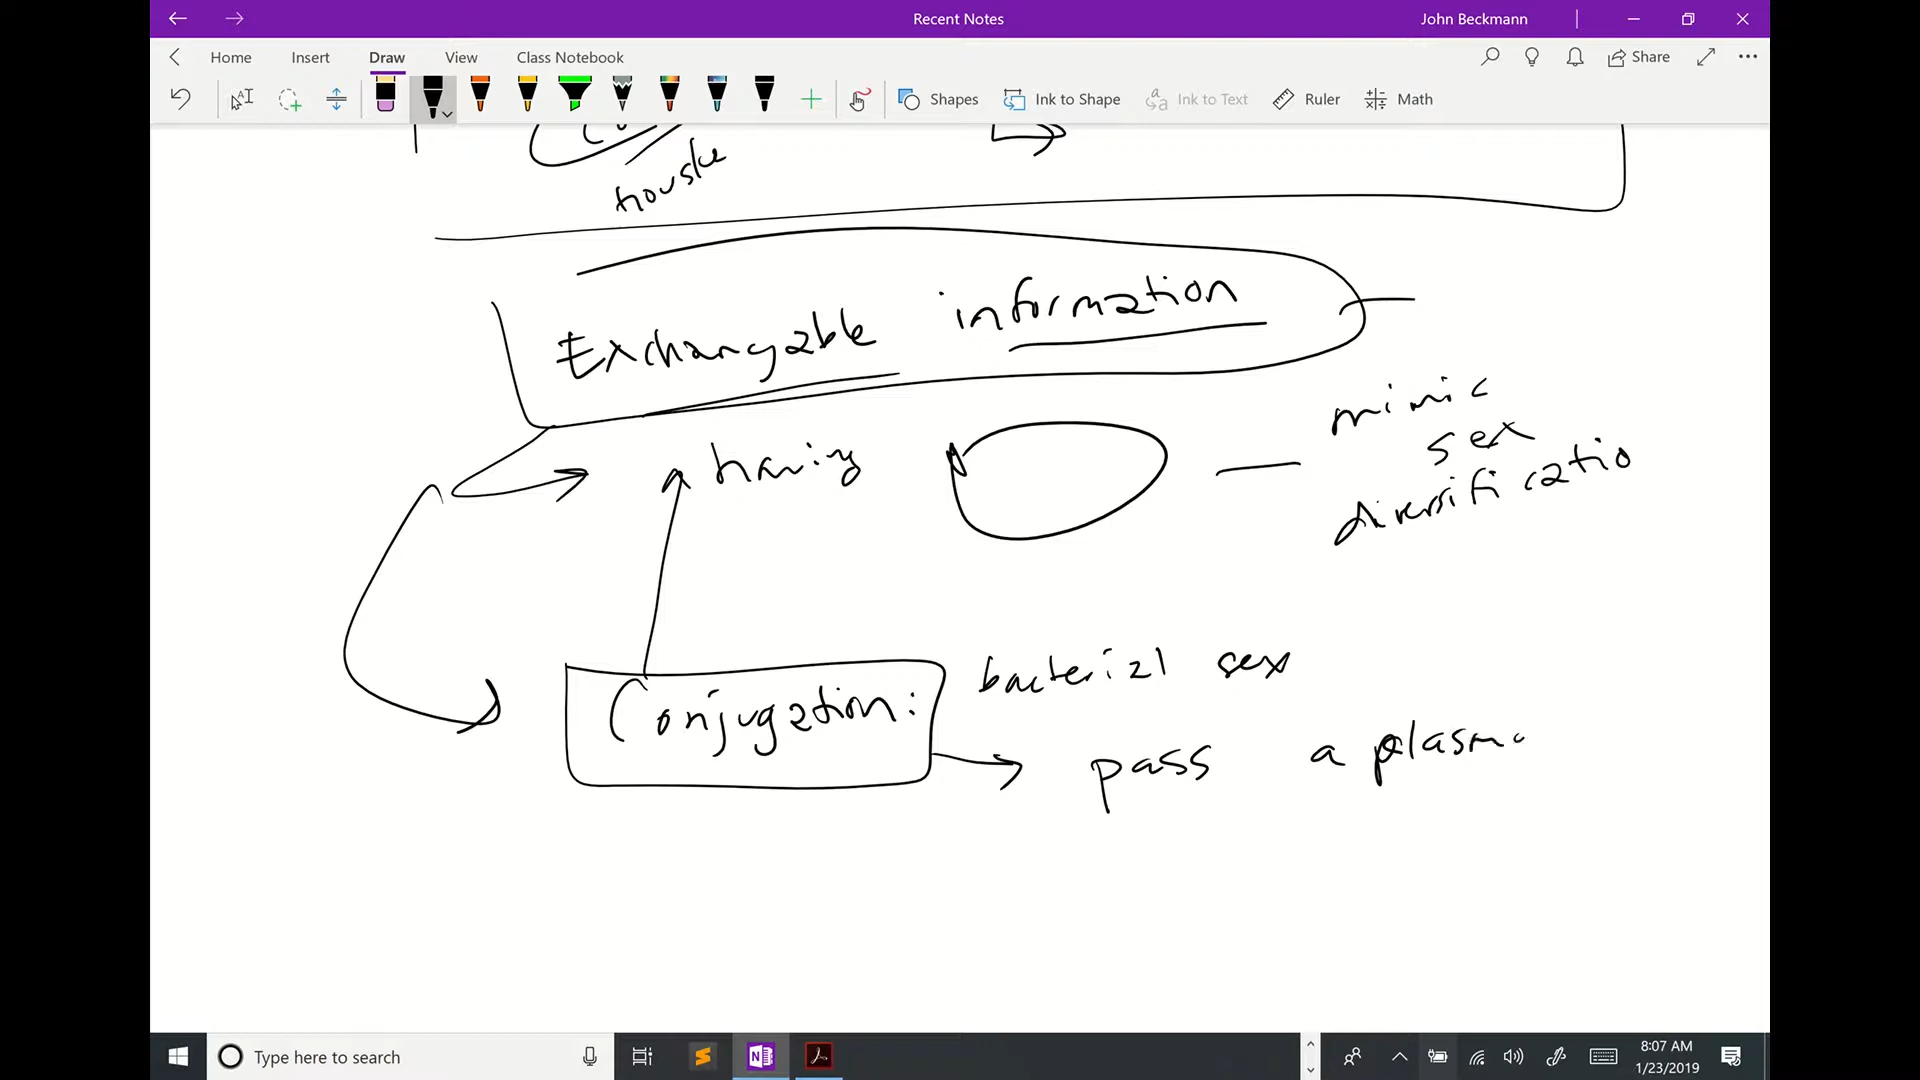 Recent Notes
John Beckmann
Home Insert Draw View Class Notebook
Share
Shapes Ink to Shape Ink to Text Ruler Math
Exchangable information
mimic
sex
having
diversificatio
bacterial sex
Conjugation:
pass a plasm
Type here to search
8:07 AM
1/23/2019